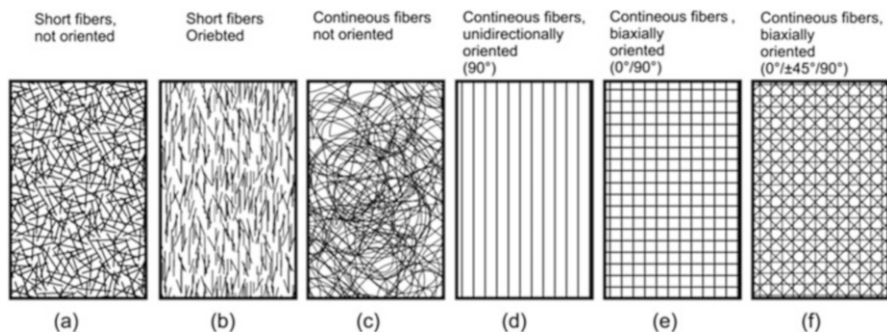 Short fibers,
not oriented
Short fibers
Oriebted
Contineous fibers
not oriented
Contineous fibers,
unidirectionally
oriented
(90°)
Contineous fibers ,
biaxially
oriented
(0°/90°)
Contineous fibers,
biaxially
oriented
(0°/±45°/90°)
(a)
(b)
(c)
(d)
(e)
(f)